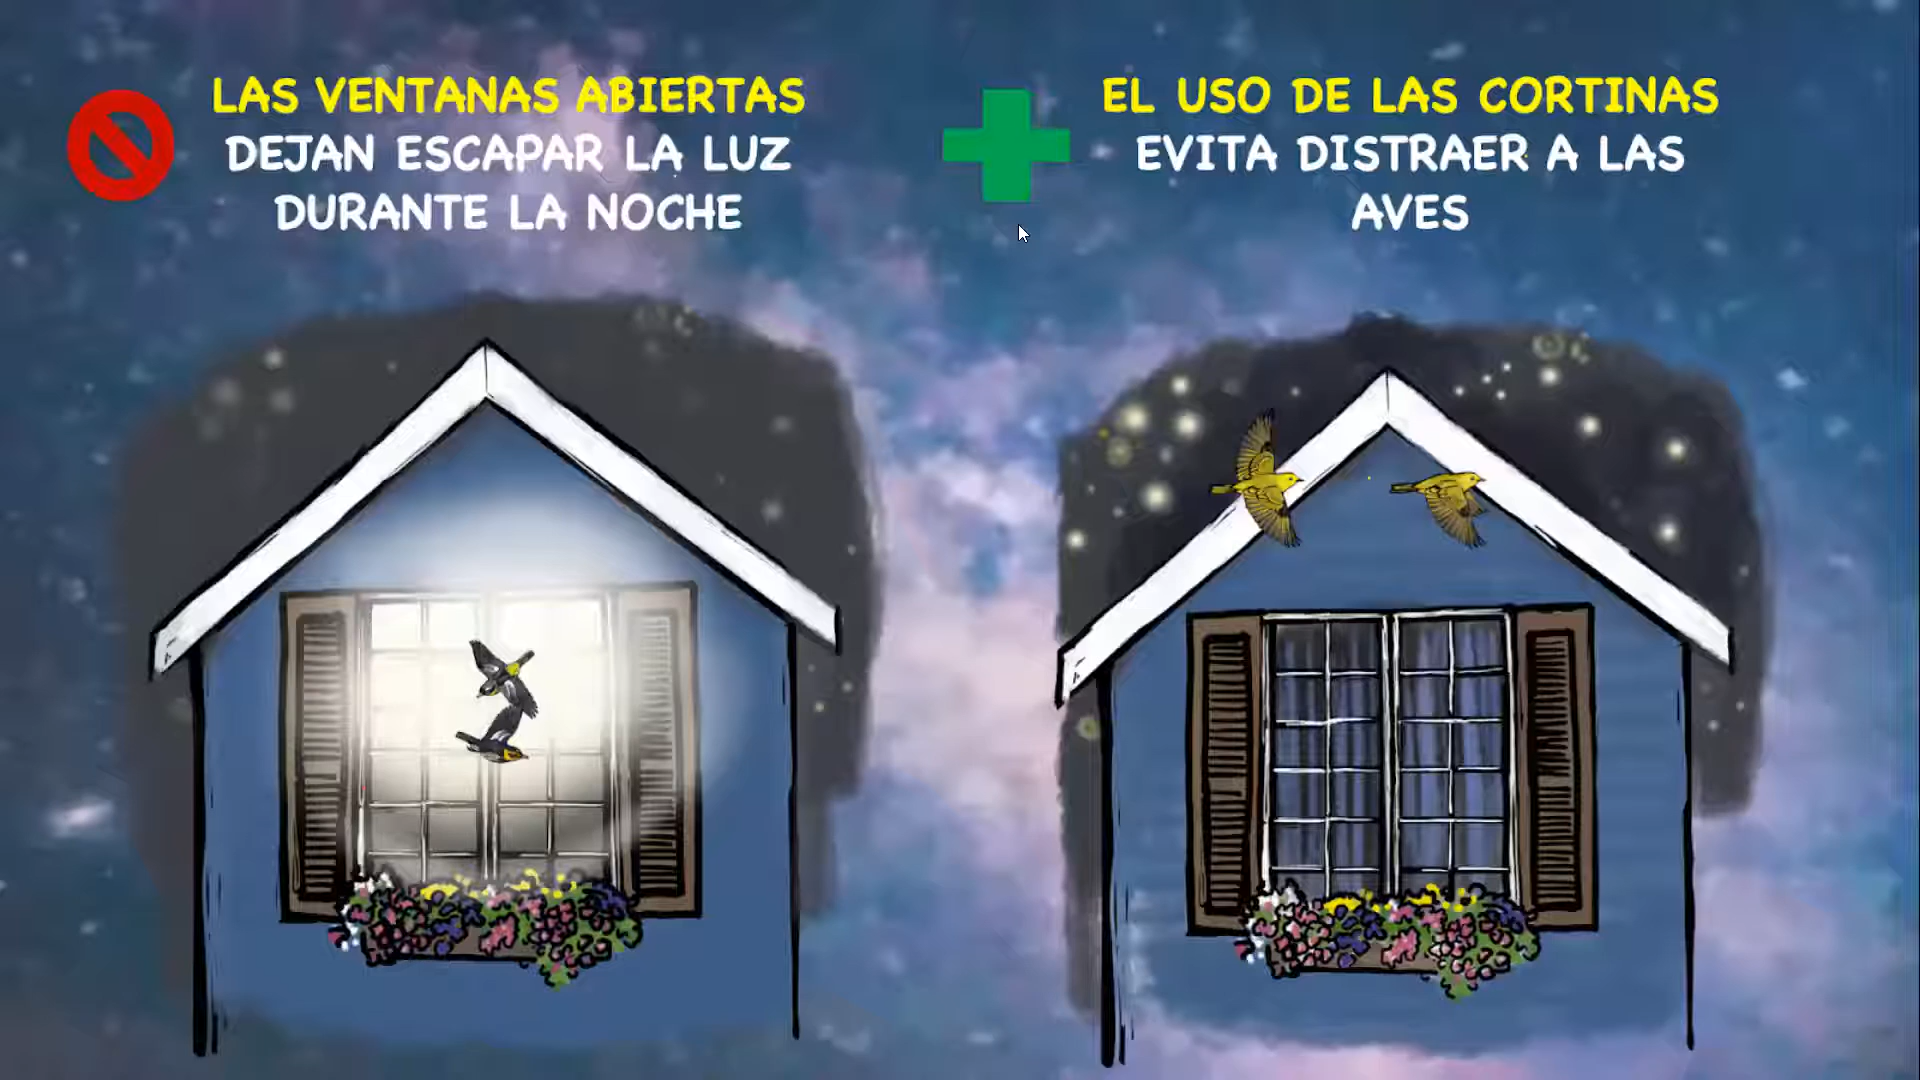 LAS VENTANAS ABIERTAS
DEJAN ESCAPAR LA LUZ
DURANTE LA NOCHE
EL USO DE LAS CORTINAS
EVITA DISTRAER A LAS
AVES